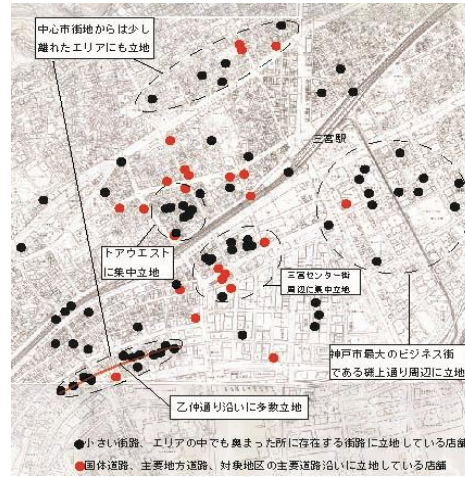 中心市街地からは少し
離れたエリアにも立地
三宮駅
トアウエスト
に集中立地
三宮センター街
周辺に集中立地
神戸市最大のビジネス街
である磯上通り周辺に立地
乙仲通り沿いに多数立地
●小さい街路、エリアの中でも奥まった所に存在する街路に立地している店舗
●国体道路、主要地方道路、対象地区の主要道路沿いに立地している店舗